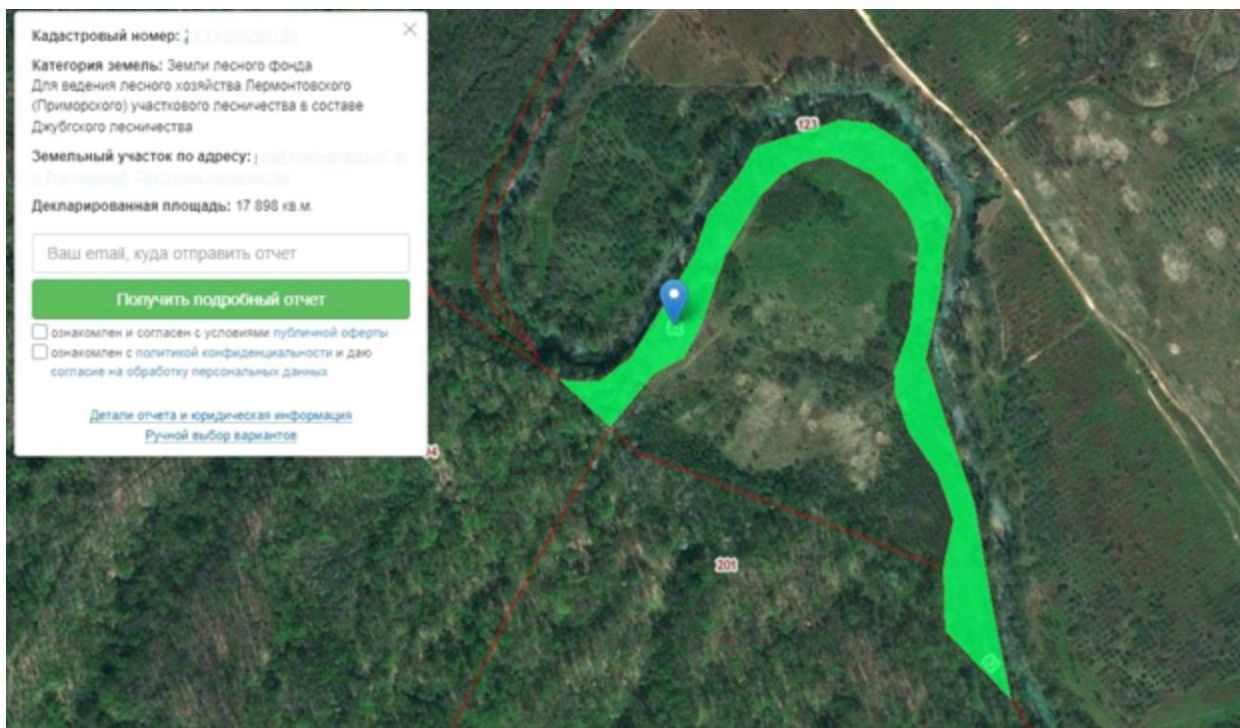 Кадастровый номер:
Категория земель: Земли лесного фонда
Для ведения лесного хозяйства Лермонтовского
(Приморского) участкового лесничества в составе
Джубгского лесничества
Земельный участок по адресу:
Декларированная площадь: 17 898 кв.м.
Ваш email, куда отправить отчет
Получить подробный отчет
ознакомлен и согласен с условиями публичной оферты
ознакомлен с политикой конфиденциальности и даю
согласие на обработку персональных данных
Детали отчета и юридическая информация
Ручной выбор вариантов
123
201